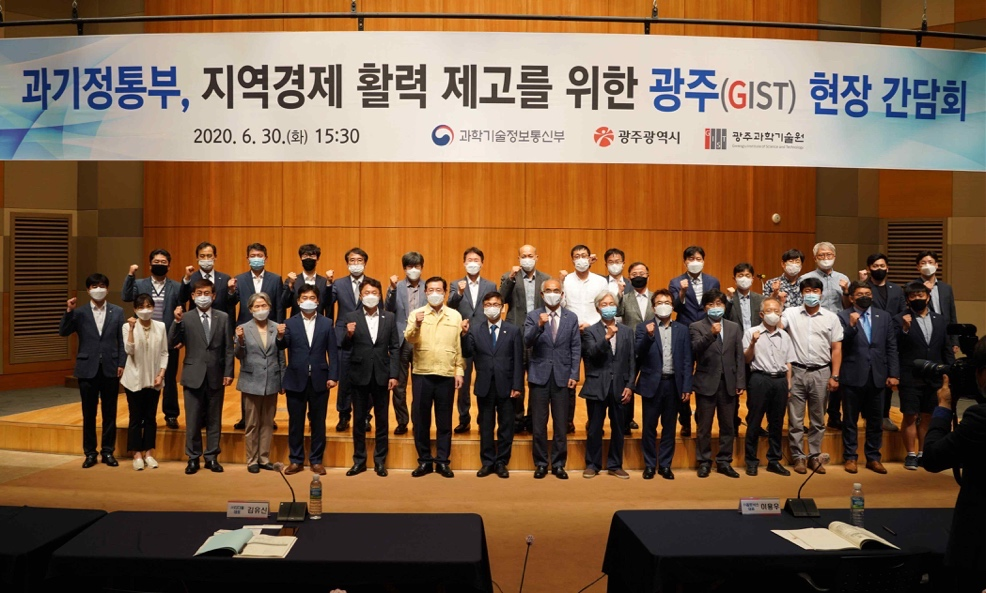 과기정통부, 지역경제 활력 제고를 위한 광주(GIST) 현장 간담회
2020. 6. 30.(화) 15:30 과학기술정보통신부 광주광역시 광주과학기술원
김유신
이용우